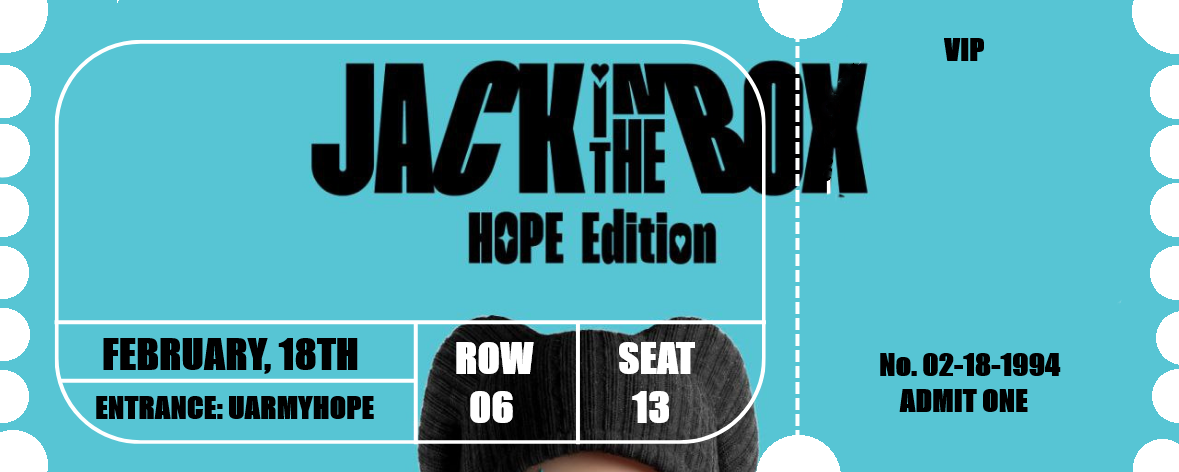 JACK iN THE BOX
HOPE Edition
FEBRUARY, 18TH
ENTRANCE: UARMYHOPE
ROW
06
SEAT
13
VIP
No. 02-18-1994
ADMIT ONE